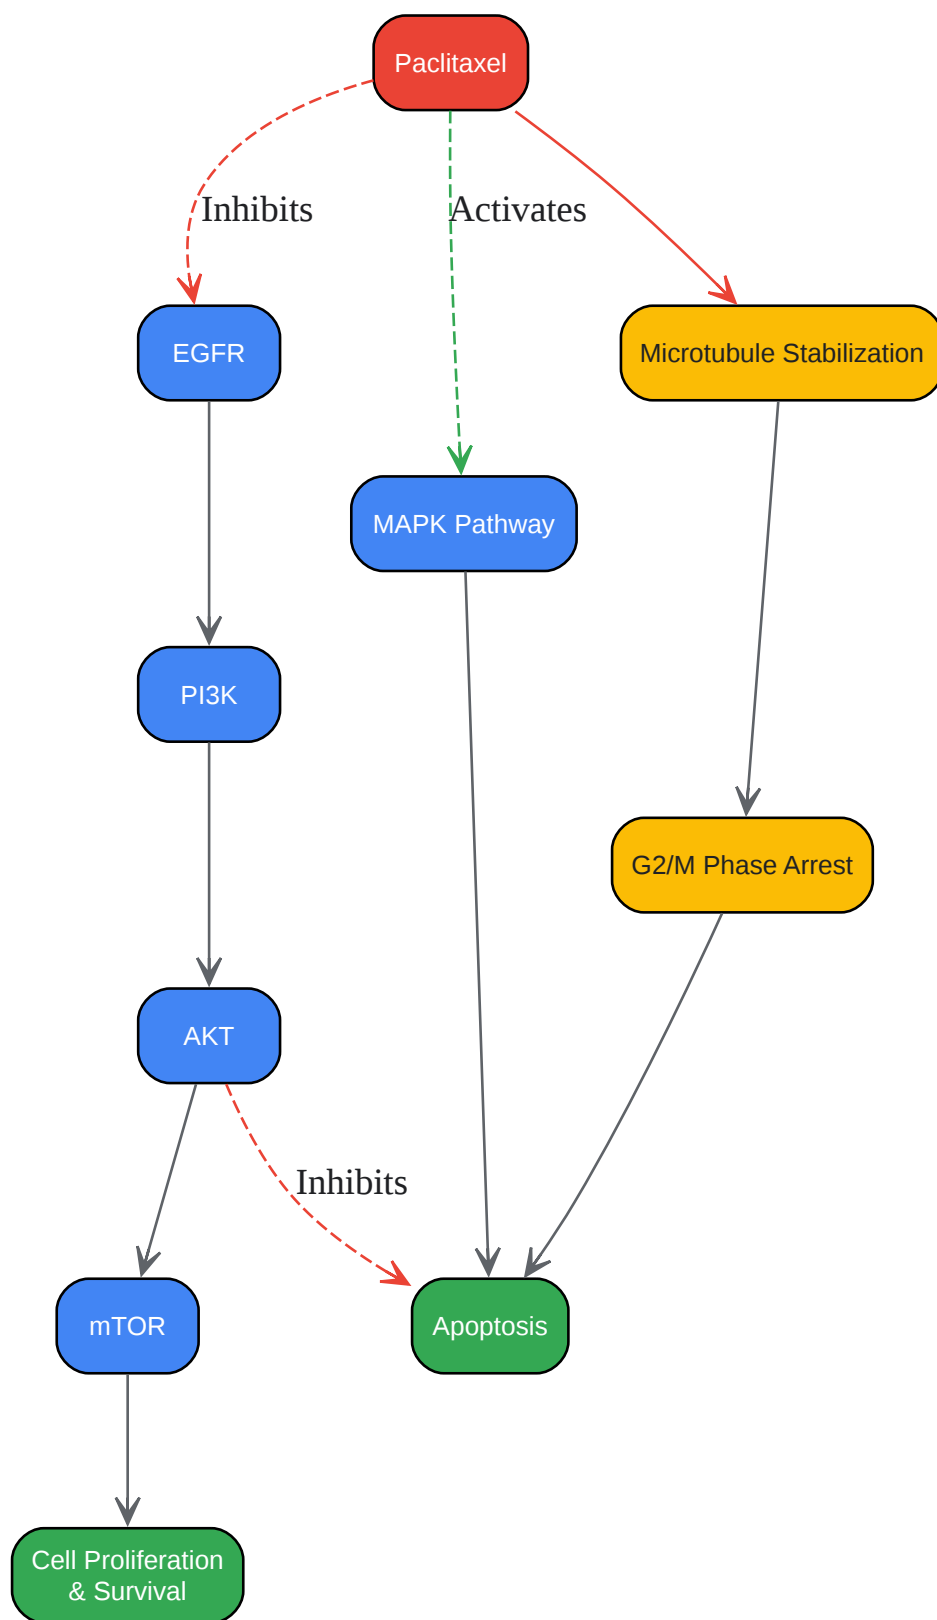 Paclitaxel
Inhibits
Activates
EGFR
Microtubule Stabilization
MAPK Pathway
PI3K
G2/M Phase Arrest
AKT
Inhibits
mTOR
Apoptosis
Cell Proliferation
& Survival